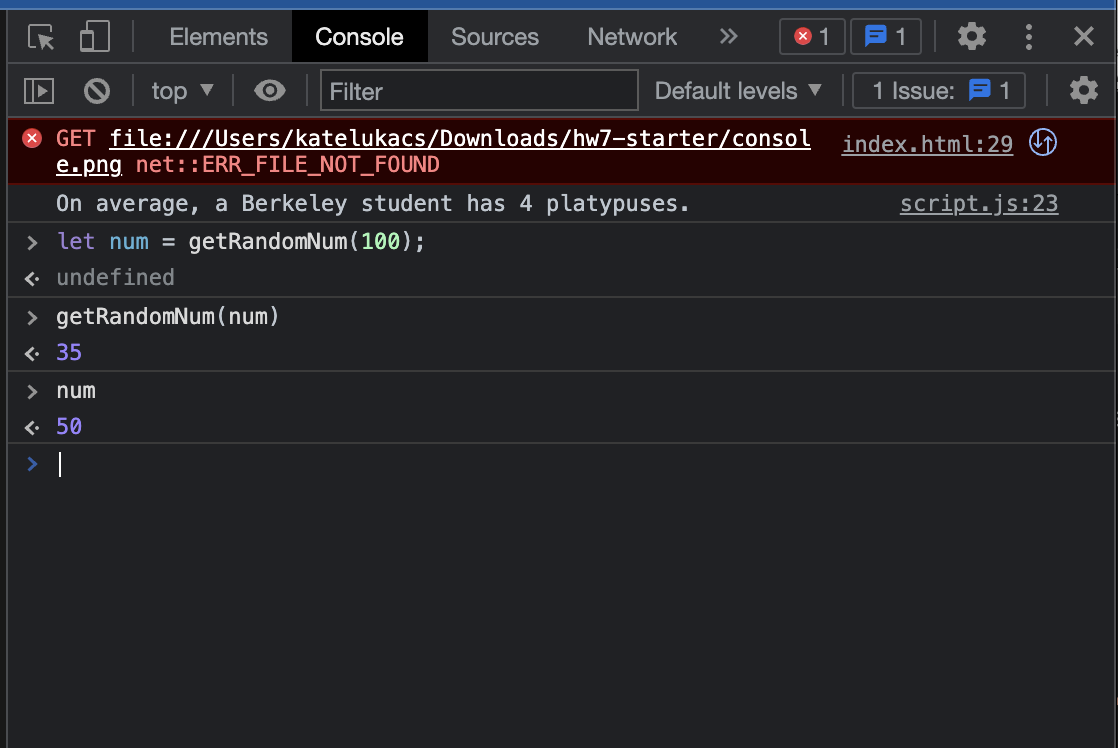 Elements Console Sources Network » 1 1
top ▼ Filter Default levels ▼ 1 Issue: 1
GET file:///Users/katelukacs/Downloads/hw7-starter/consol
e.png net::ERR_FILE_NOT_FOUND index.html:29
On average, a Berkeley student has 4 platypuses. script.js:23
> let num = getRandomNum(100);
undefined
> getRandomNum(num)
35
> num
50
>